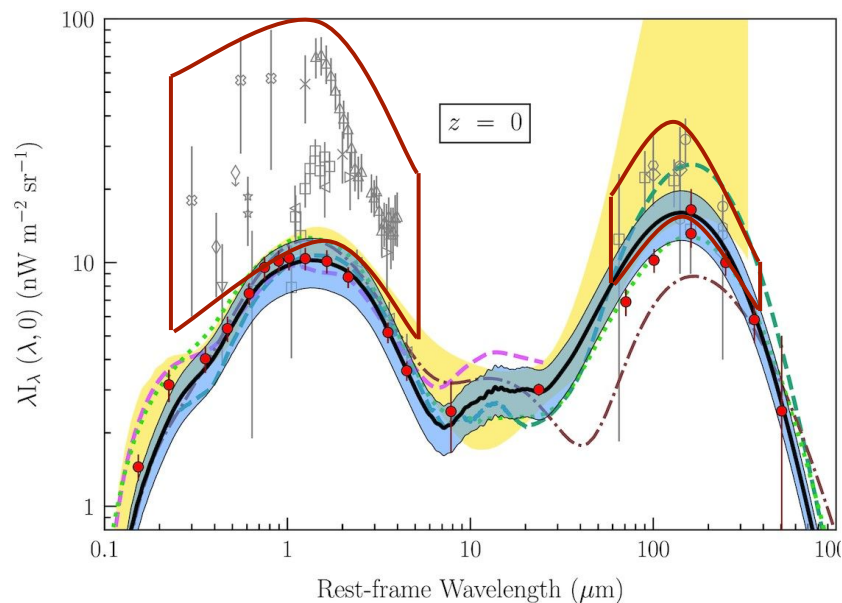 100
10
1
λI_λ (λ, 0) (nW m⁻² sr⁻¹)
z = 0
0.1 1 10 100 100
Rest-frame Wavelength (μm)